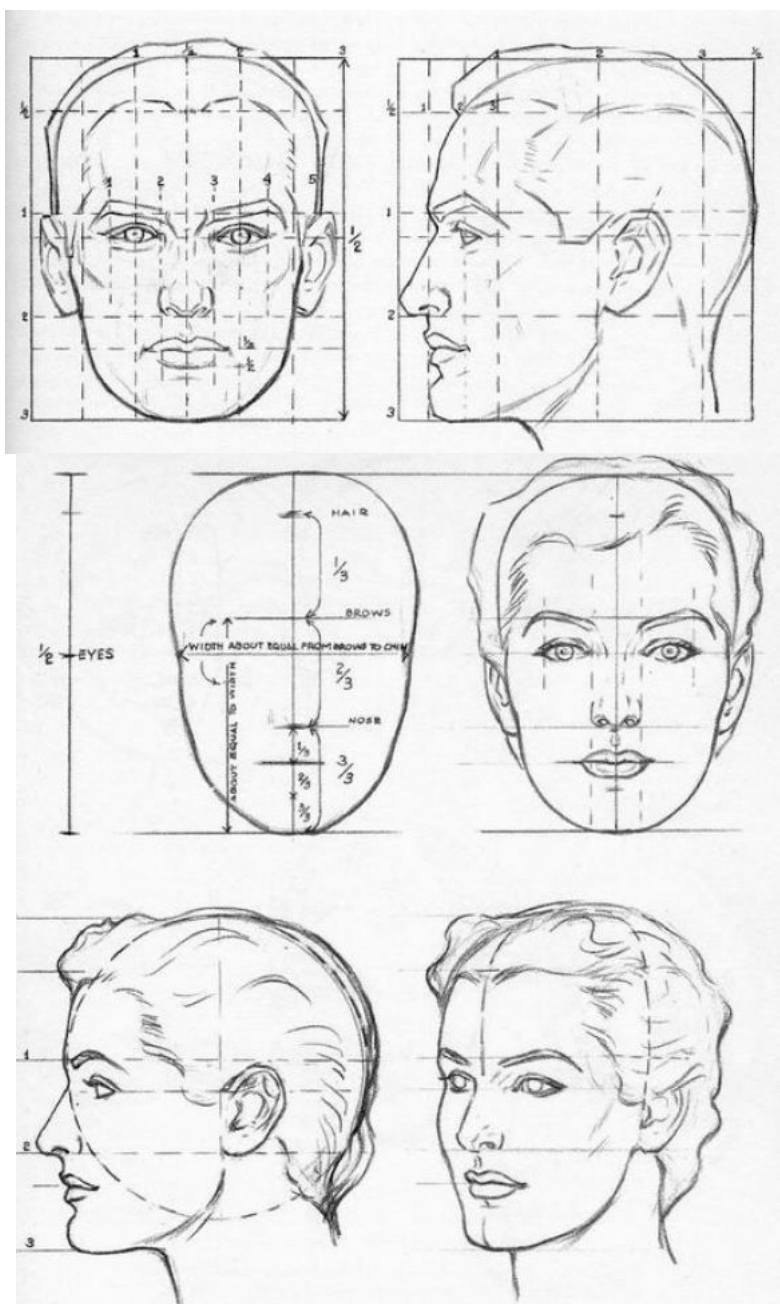 1 ½ 2 3
½ 1 2 3 ½
1 2 3 4 5
1 1
½
2 2
½
½
3 3
HAIR
⅓
BROWS
½ EYES
WIDTH ABOUT EQUAL FROM BROWS TO CHIN
⅔
ABOUT EQUAL TO WIDTH
NOSE
⅓
3/3
⅔
3/3
1
2
3